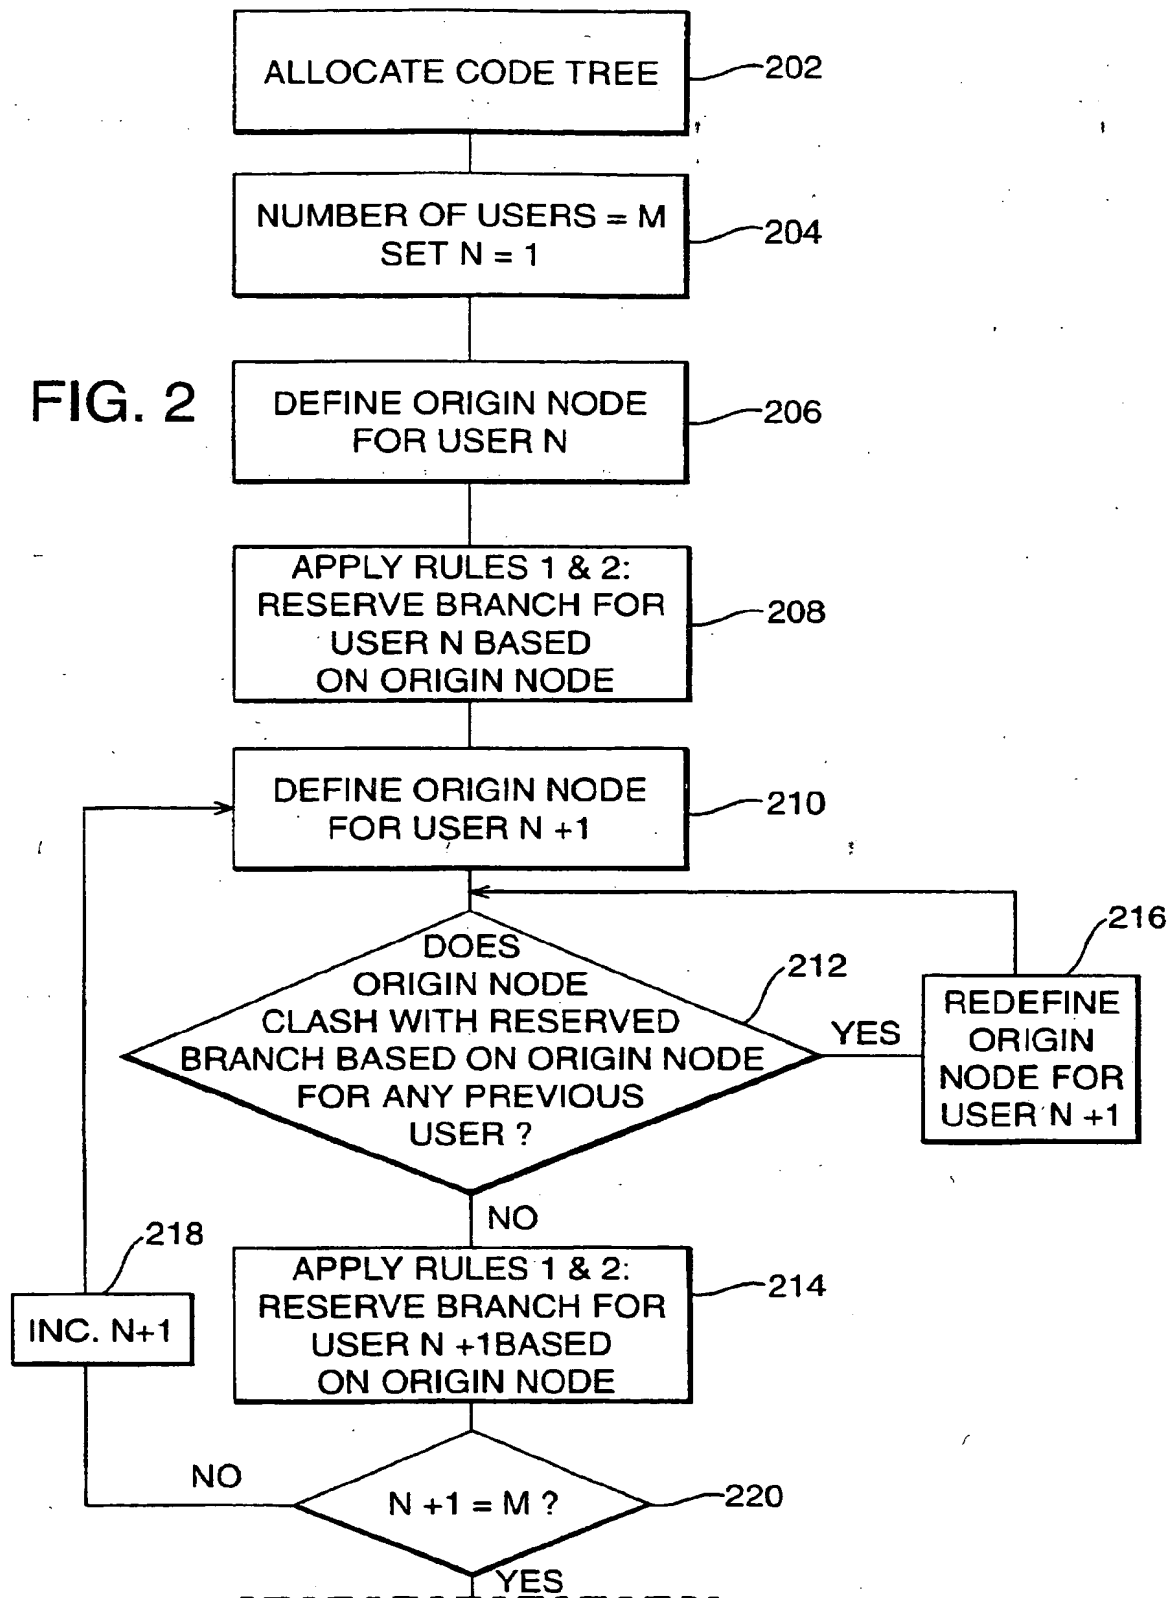 ALLOCATE CODE TREE
202
NUMBER OF USERS = M
SET N = 1
204
FIG. 2
DEFINE ORIGIN NODE
FOR USER N
206
APPLY RULES 1 & 2:
RESERVE BRANCH FOR
USER N BASED
ON ORIGIN NODE
208
DEFINE ORIGIN NODE
FOR USER N +1
210
DOES
ORIGIN NODE
CLASH WITH RESERVED
BRANCH BASED ON ORIGIN NODE
FOR ANY PREVIOUS
USER ?
212
YES
216
REDEFINE
ORIGIN
NODE FOR
USER N +1
NO
218
INC. N+1
APPLY RULES 1 & 2:
RESERVE BRANCH FOR
USER N +1BASED
ON ORIGIN NODE
214
NO
N +1 = M ?
220
YES